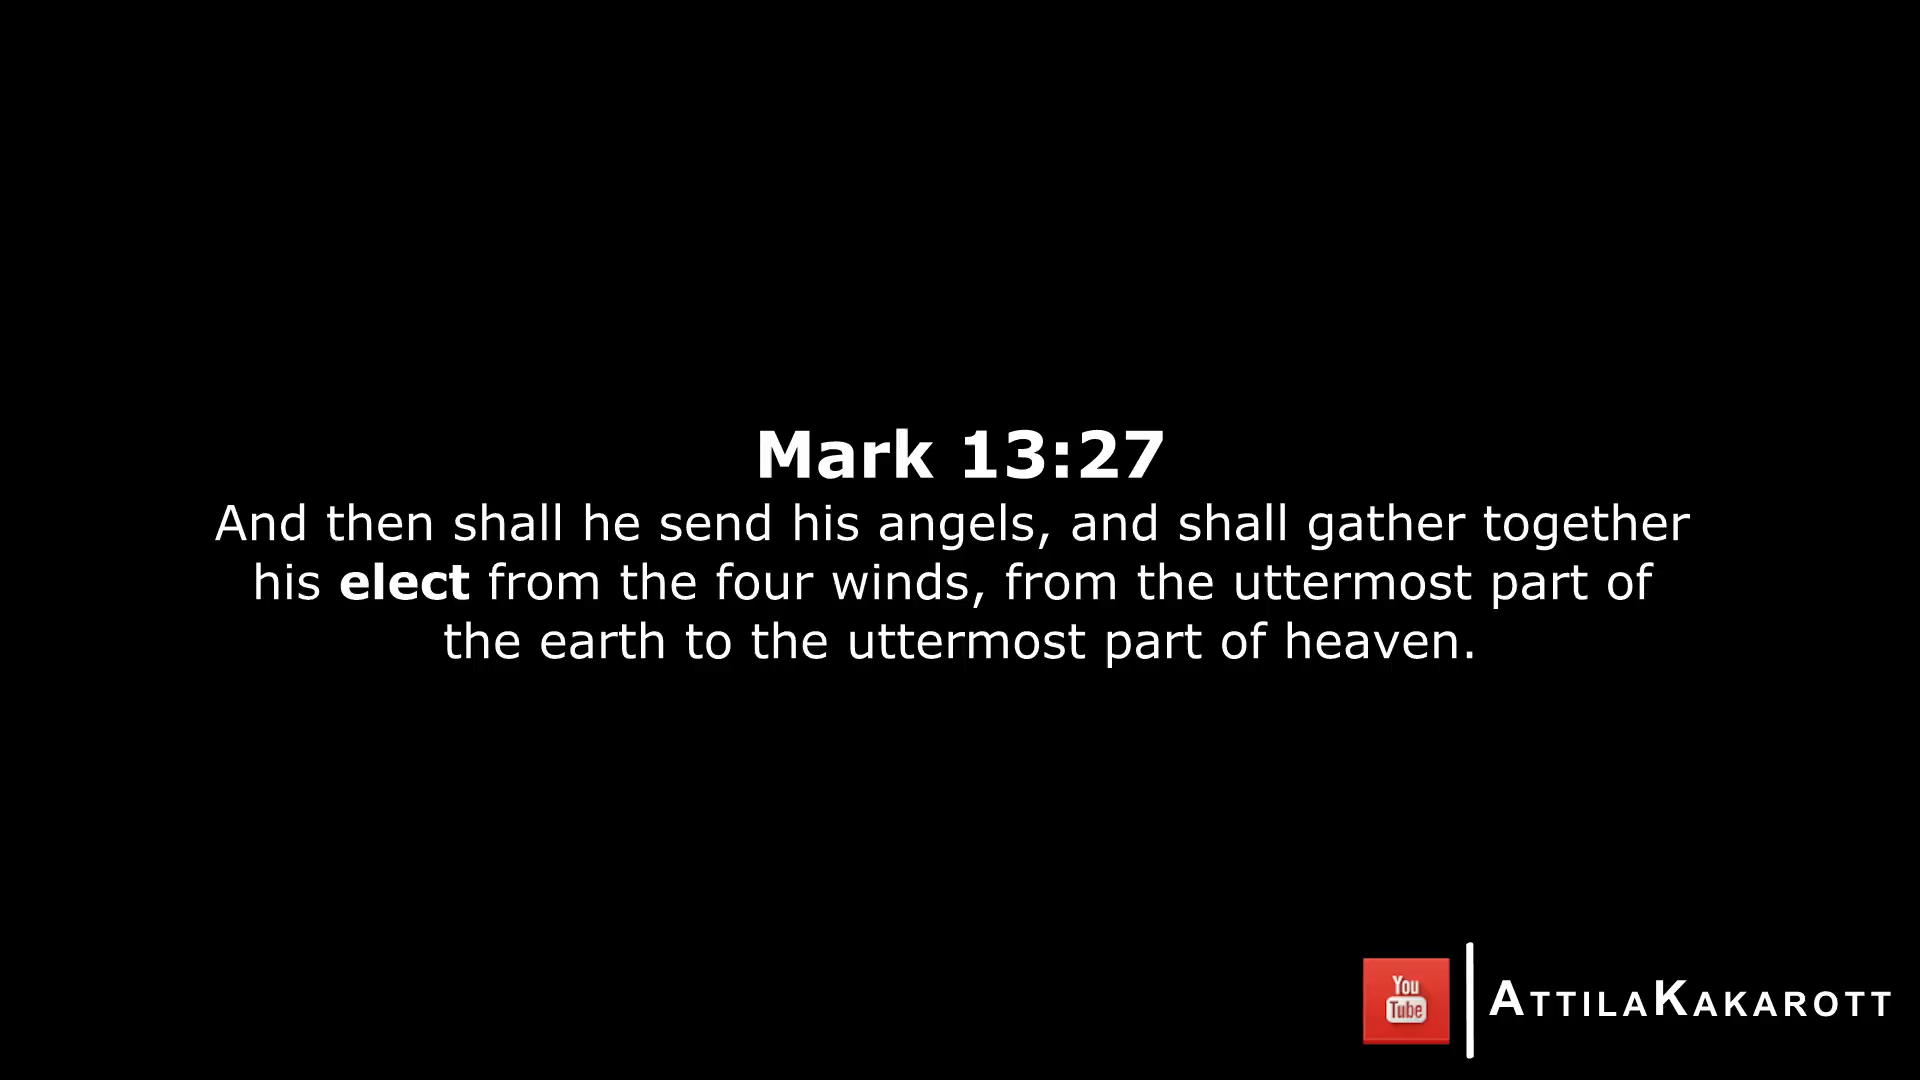 Mark 13:27
And then shall he send his angels, and shall gather together
his elect from the four winds, from the uttermost part of
the earth to the uttermost part of heaven.
You
Tube
AttilaKakarott